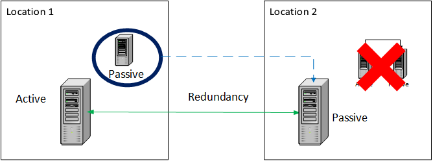 Location 1
Location 2
Passive
Active
Redundancy
Passive